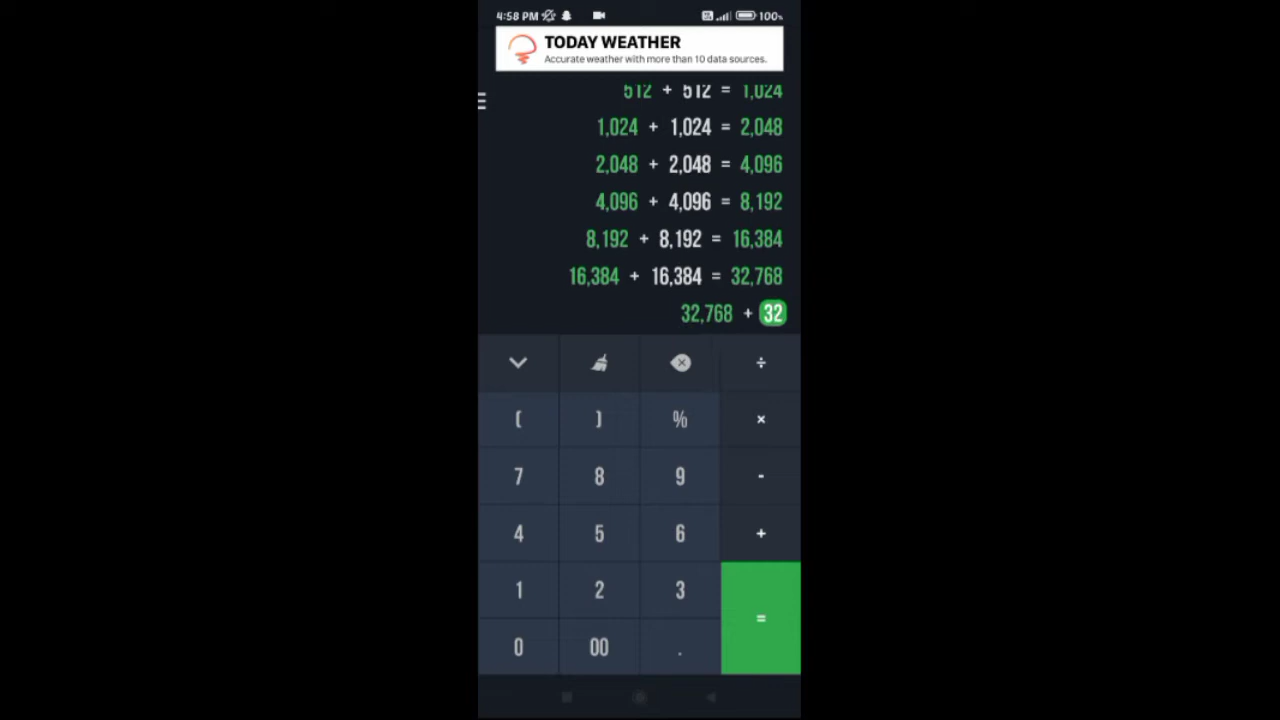 4:58 PM 100%
TODAY WEATHER
Accurate weather with more than 10 data sources.
512 + 512 = 1,024
1,024 + 1,024 = 2,048
2,048 + 2,048 = 4,096
4,096 + 4,096 = 8,192
8,192 + 8,192 = 16,384
16,384 + 16,384 = 32,768
32,768 + 32
÷
( ) % ×
7 8 9 -
4 5 6 +
1 2 3
=
0 00 .